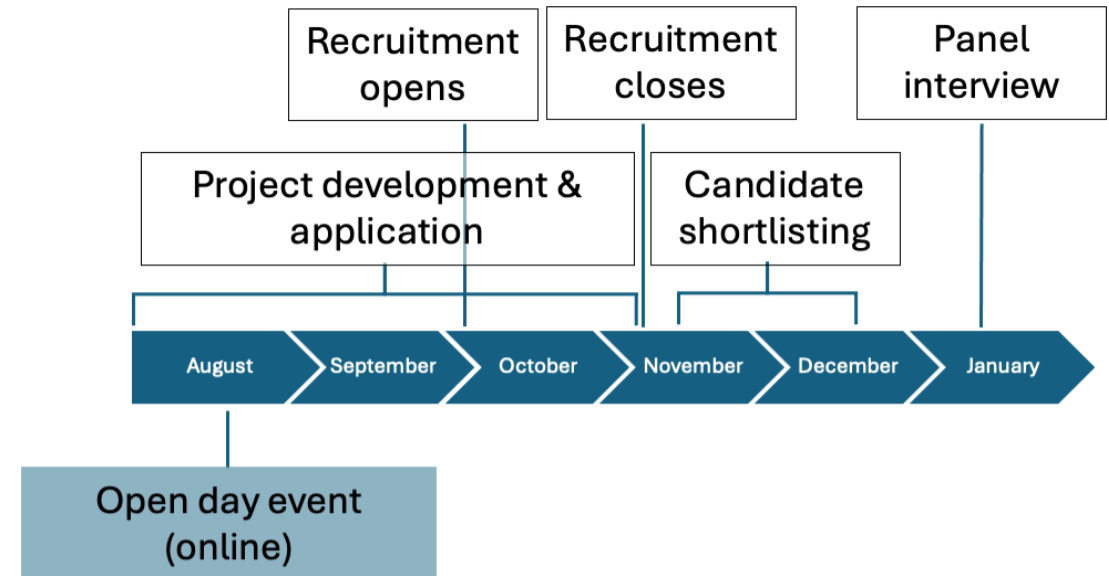 Recruitment
opens
Recruitment
closes
Panel
interview
Project development &
application
Candidate
shortlisting
August
September
October
November
December
January
Open day event
(online)